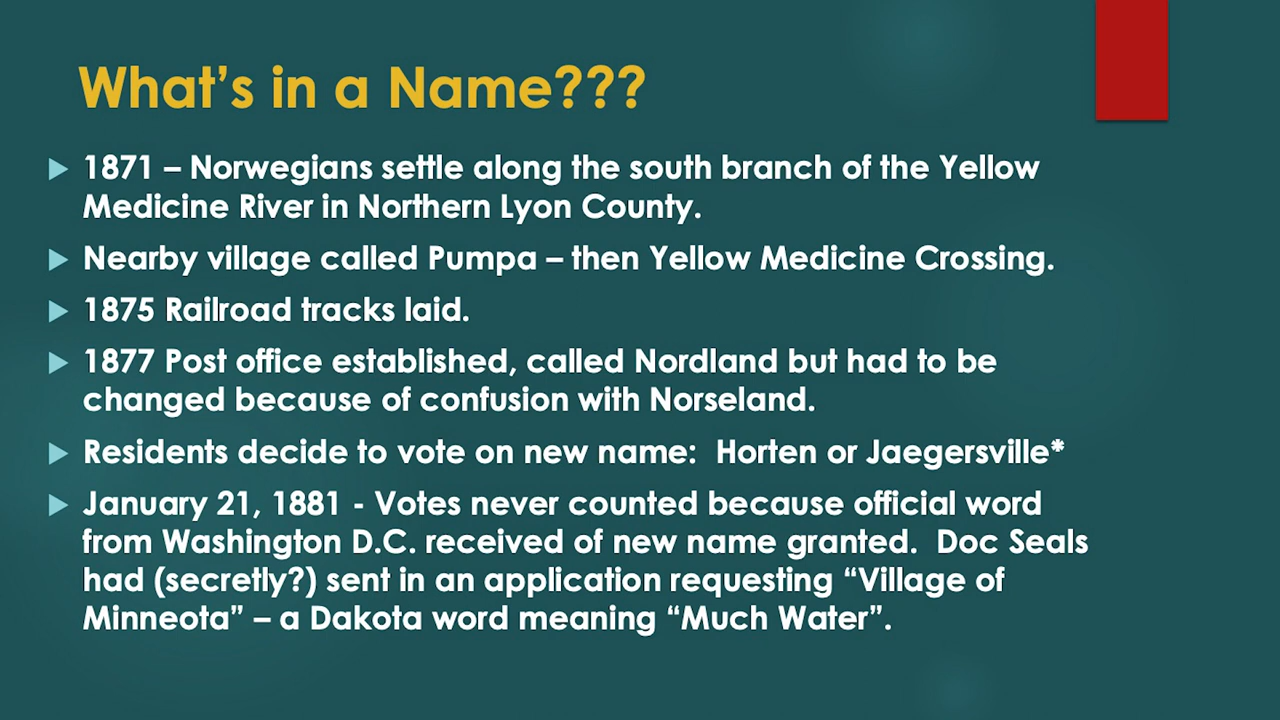 What's in a Name???
1871 – Norwegians settle along the south branch of the Yellow
Medicine River in Northern Lyon County.
Nearby village called Pumpa – then Yellow Medicine Crossing.
1875 Railroad tracks laid.
1877 Post office established, called Nordland but had to be
changed because of confusion with Norseland.
Residents decide to vote on new name:  Horten or Jaegersville*
January 21, 1881 - Votes never counted because official word
from Washington D.C. received of new name granted.  Doc Seals
had (secretly?) sent in an application requesting “Village of
Minneota” – a Dakota word meaning “Much Water”.